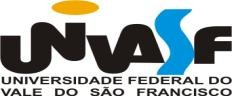 UNIVASF
UNIVERSIDADE FEDERAL DO
VALE DO SÃO FRANCISCO